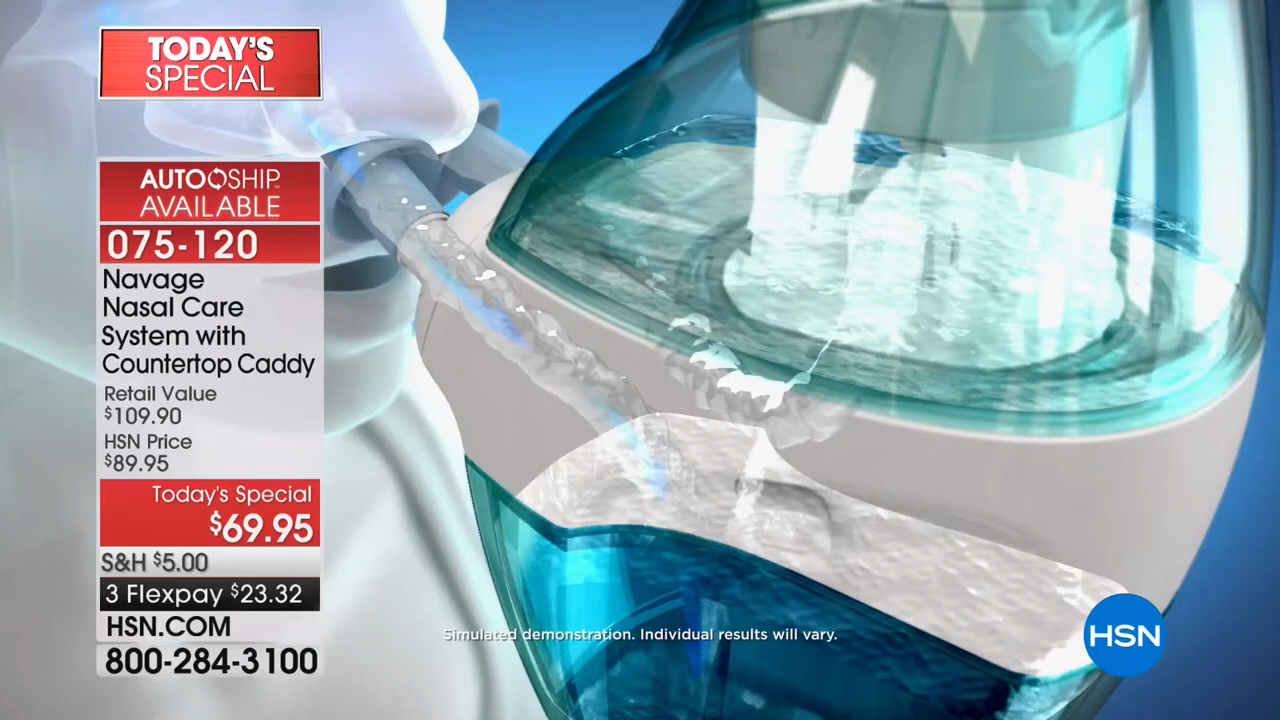 TODAY'S
SPECIAL
AUTOSHIP
AVAILABLE
075-120
Navage
Nasal Care
System with
Countertop Caddy
Retail Value
$109.90
HSN Price
$89.95
Today's Special
$69.95
S&H $5.00
3 Flexpay $23.32
HSN.COM
800-284-3100
Simulated demonstration. Individual results will vary.
HSN